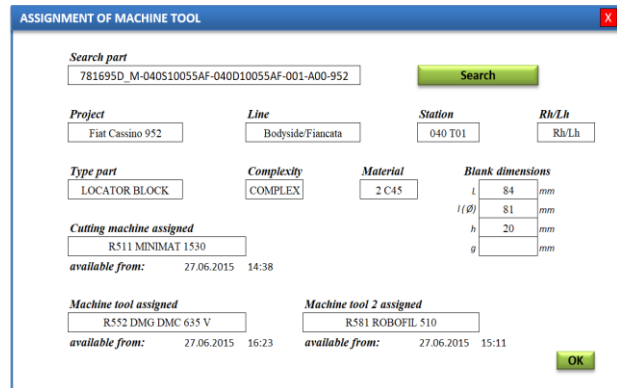 ASSIGNMENT OF MACHINE TOOL X
Search part
781695D_M-040S10055AF-040D10055AF-001-A00-952 Search
Project Line Station Rh/Lh
Fiat Cassino 952 Bodyside/Fiancata 040 T01 Rh/Lh
Type part Complexity Material Blank dimensions
LOCATOR BLOCK COMPLEX 2 C45 L 84 mm
l (Ø) 81 mm
Cutting machine assigned h 20 mm
R511 MINIMAT 1530 g mm
available from: 27.06.2015 14:38
Machine tool assigned Machine tool 2 assigned
R552 DMG DMC 635 V R581 ROBOFIL 510
available from: 27.06.2015 16:23 available from: 27.06.2015 15:11
OK